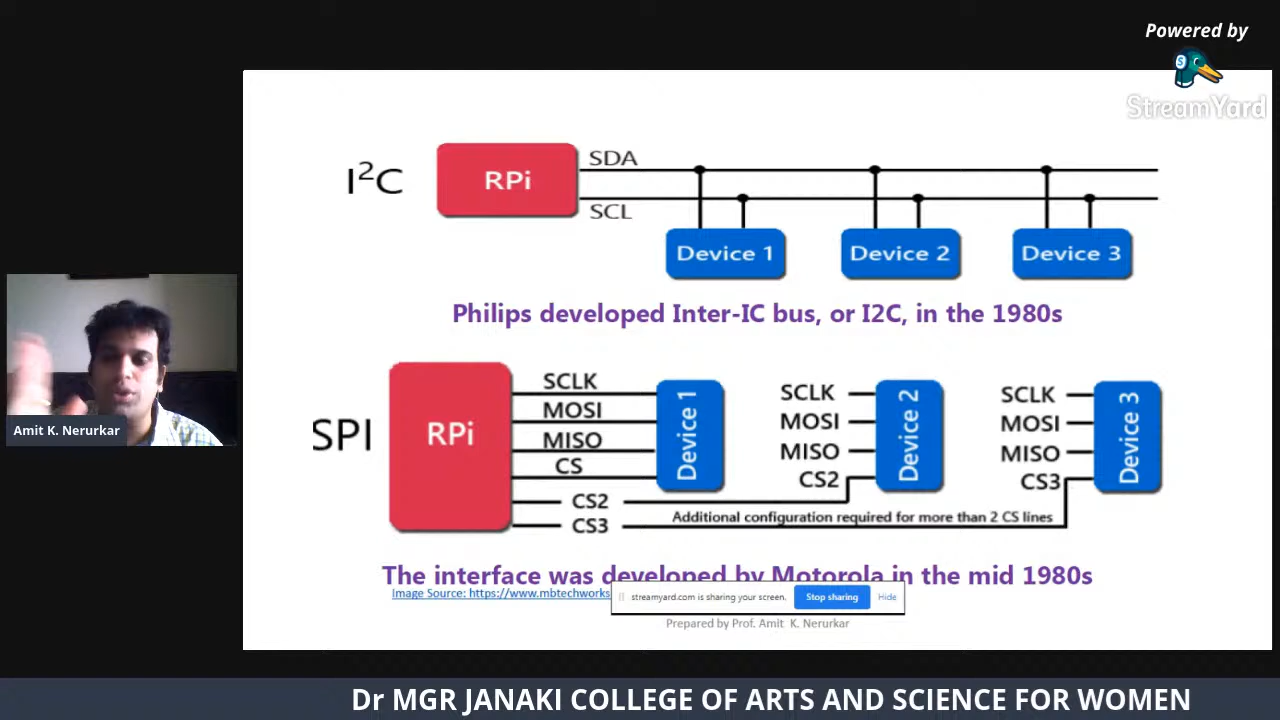 Powered by
StreamYard
I²C
RPi
SDA
SCL
Device 1
Device 2
Device 3
Philips developed Inter-IC bus, or I2C, in the 1980s
SPI
RPi
SCLK
MOSI
MISO
CS
CS2
CS3
Device 1
SCLK
MOSI
MISO
CS2
Device 2
SCLK
MOSI
MISO
CS3
Device 3
Additional configuration required for more than 2 CS lines
The interface was developed by Motorola in the mid 1980s
Image Source: https://www.mbtechworks
streamyard.com is sharing your screen.
Stop sharing
Hide
Prepared by Prof. Amit K. Nerurkar
Amit K. Nerurkar
Dr MGR JANAKI COLLEGE OF ARTS AND SCIENCE FOR WOMEN